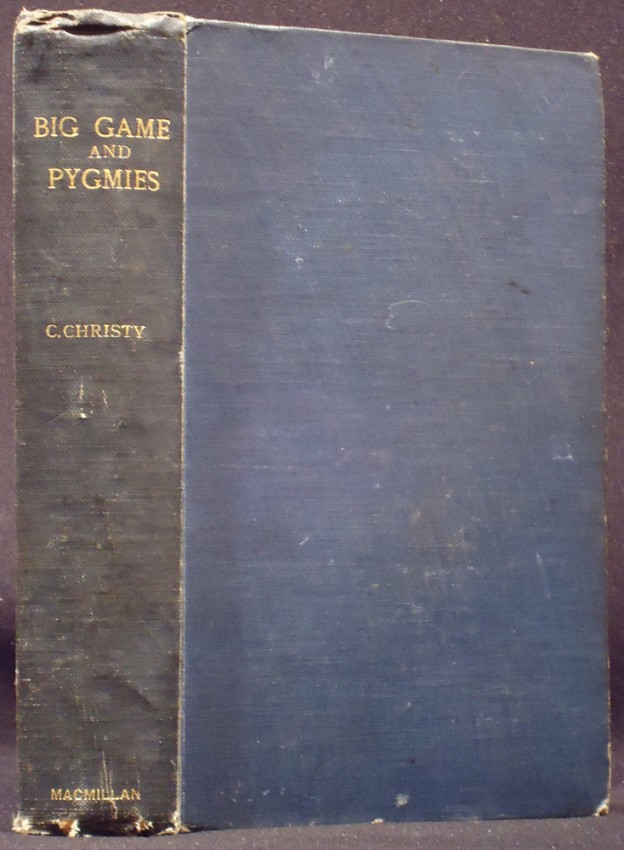 BIG GAME
AND
PYGMIES
C.CHRISTY
MACMILLAN